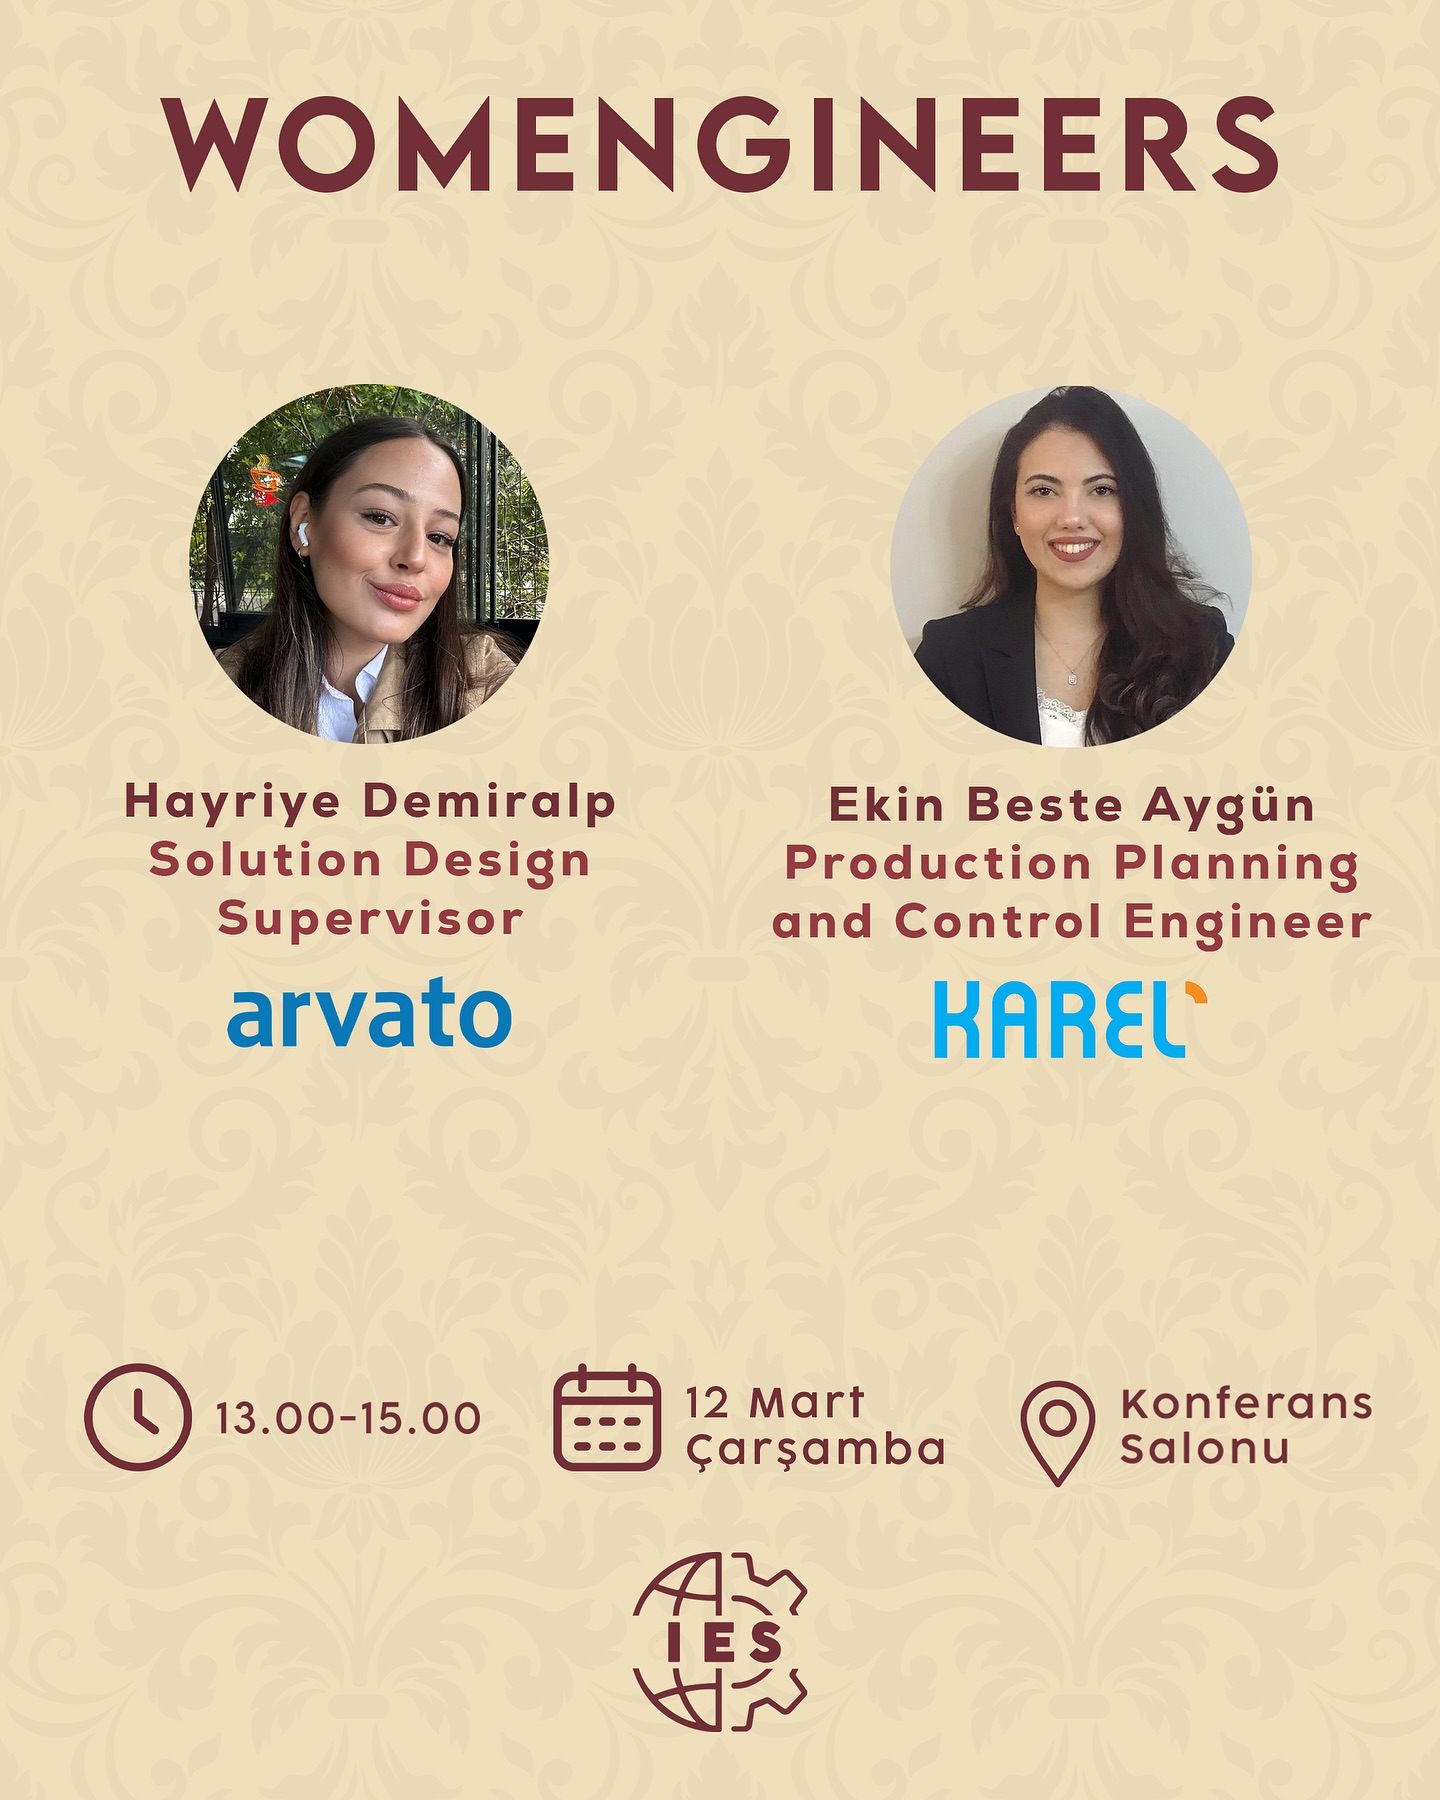 WOMENGINEERS
Hayriye Demiralp
Solution Design
Supervisor
arvato
Ekin Beste Aygün
Production Planning
and Control Engineer
KAREL
13.00-15.00
12 Mart
Çarşamba
Konferans
Salonu
IES